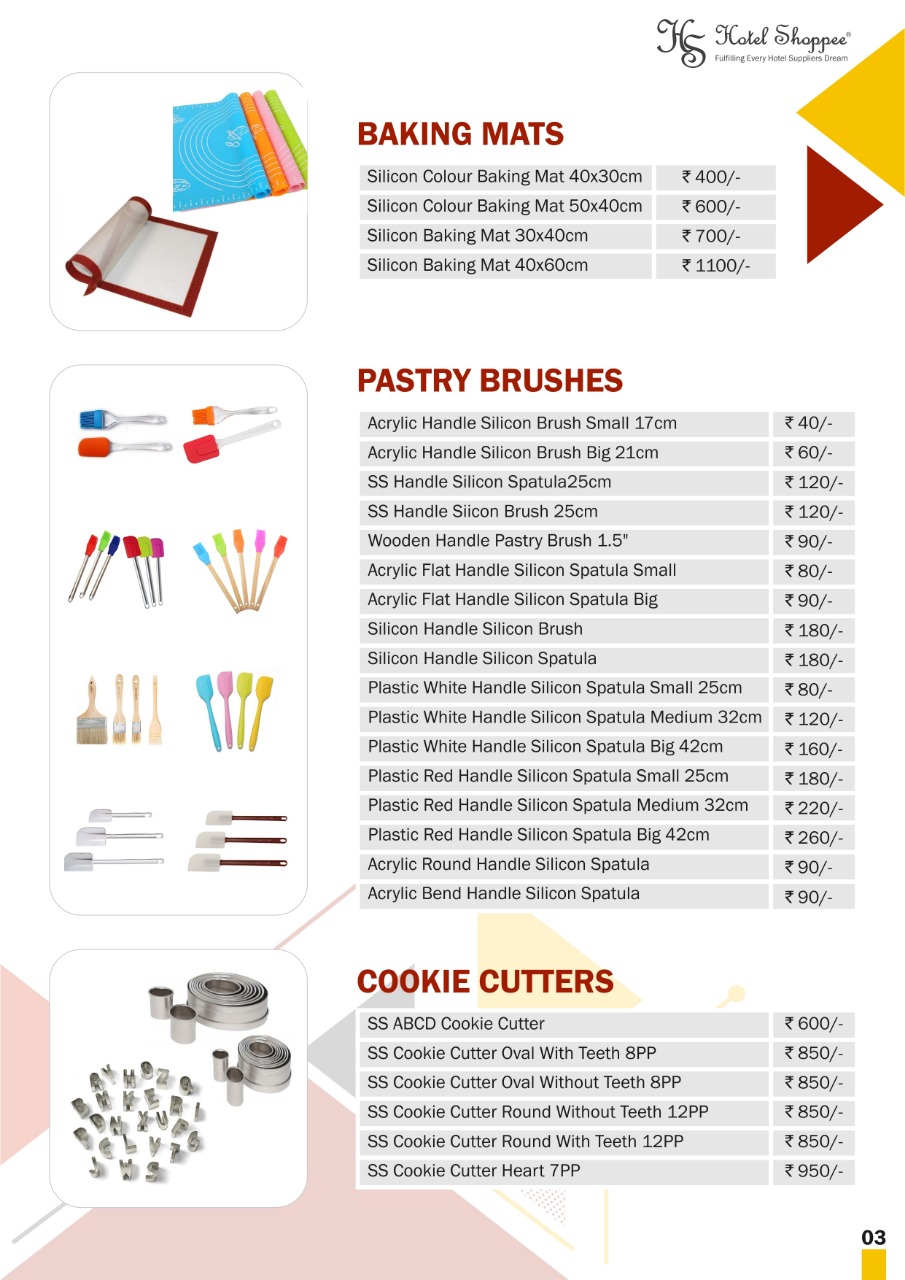 HS Hotel Shoppee®
Fulfilling Every Hotel Suppliers Dream
BAKING MATS
Silicon Colour Baking Mat 40x30cm ₹ 400/-
Silicon Colour Baking Mat 50x40cm ₹ 600/-
Silicon Baking Mat 30x40cm ₹ 700/-
Silicon Baking Mat 40x60cm ₹ 1100/-
PASTRY BRUSHES
Acrylic Handle Silicon Brush Small 17cm ₹ 40/-
Acrylic Handle Silicon Brush Big 21cm ₹ 60/-
SS Handle Silicon Spatula25cm ₹ 120/-
SS Handle Siicon Brush 25cm ₹ 120/-
Wooden Handle Pastry Brush 1.5" ₹ 90/-
Acrylic Flat Handle Silicon Spatula Small ₹ 80/-
Acrylic Flat Handle Silicon Spatula Big ₹ 90/-
Silicon Handle Silicon Brush ₹ 180/-
Silicon Handle Silicon Spatula ₹ 180/-
Plastic White Handle Silicon Spatula Small 25cm ₹ 80/-
Plastic White Handle Silicon Spatula Medium 32cm ₹ 120/-
Plastic White Handle Silicon Spatula Big 42cm ₹ 160/-
Plastic Red Handle Silicon Spatula Small 25cm ₹ 180/-
Plastic Red Handle Silicon Spatula Medium 32cm ₹ 220/-
Plastic Red Handle Silicon Spatula Big 42cm ₹ 260/-
Acrylic Round Handle Silicon Spatula ₹ 90/-
Acrylic Bend Handle Silicon Spatula ₹ 90/-
COOKIE CUTTERS
SS ABCD Cookie Cutter ₹ 600/-
SS Cookie Cutter Oval With Teeth 8PP ₹ 850/-
SS Cookie Cutter Oval Without Teeth 8PP ₹ 850/-
SS Cookie Cutter Round Without Teeth 12PP ₹ 850/-
SS Cookie Cutter Round With Teeth 12PP ₹ 850/-
SS Cookie Cutter Heart 7PP ₹ 950/-
03